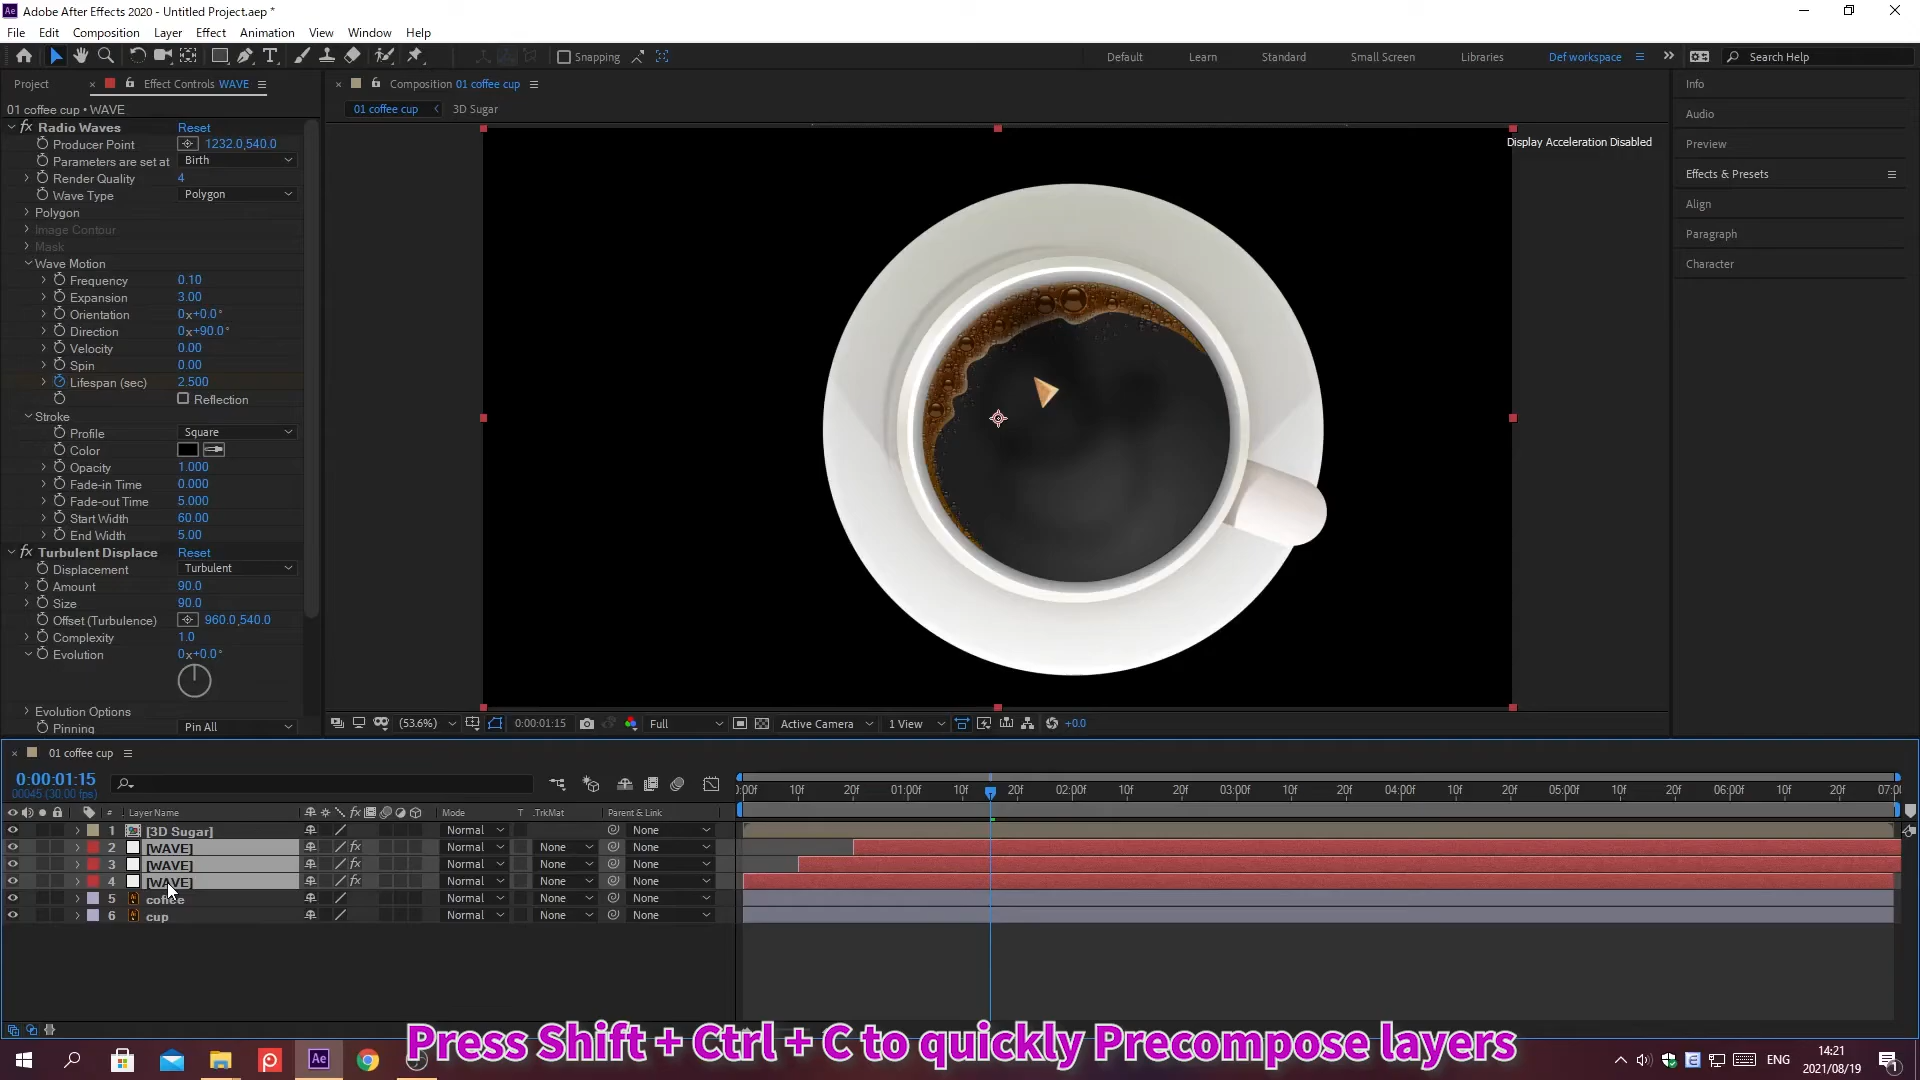 Adobe After Effects 2020 - Untitled Project.aep *
File Edit Composition Layer Effect Animation View Window Help
Snapping
Default Learn Standard Small Screen Libraries Def workspace Search Help
Project Effect Controls WAVE
Composition 01 coffee cup
01 coffee cup • WAVE
01 coffee cup 3D Sugar
Display Acceleration Disabled
Radio Waves Reset
Producer Point 1232.0,540.0
Parameters are set at Birth
Render Quality 4
Wave Type Polygon
Polygon
Image Contour
Mask
Wave Motion
Frequency 0.10
Expansion 3.00
Orientation 0x+0.0°
Direction 0x+90.0°
Velocity 0.00
Spin 0.00
Lifespan (sec) 2.500
Reflection
Stroke
Profile Square
Color
Opacity 1.000
Fade-in Time 0.000
Fade-out Time 5.000
Start Width 60.00
End Width 5.00
Turbulent Displace Reset
Displacement Turbulent
Amount 90.0
Size 90.0
Offset (Turbulence) 960.0,540.0
Complexity 1.0
Evolution 0x+0.0°
Evolution Options
Pinning Pin All
Info
Audio
Preview
Effects & Presets
Align
Paragraph
Character
(53.6%) 0:00:01:15 Full Active Camera 1 View +0.0
01 coffee cup
0:00:01:15
00045 (30.00 fps)
:00f 10f 20f 01:00f 10f 20f 02:00f 10f 20f 03:00f 10f 20f 04:00f 10f 20f 05:00f 10f 20f 06:00f 10f 20f 07:0
# Layer Name Mode T .TrkMat Parent & Link
1 [3D Sugar] Normal None
2 [WAVE] Normal None None
3 [WAVE] Normal None None
4 [WAVE] Normal None None
5 coffee Normal None None
6 cup Normal None None
Press Shift + Ctrl + C to quickly Precompose layers
ENG
14:21
2021/08/19